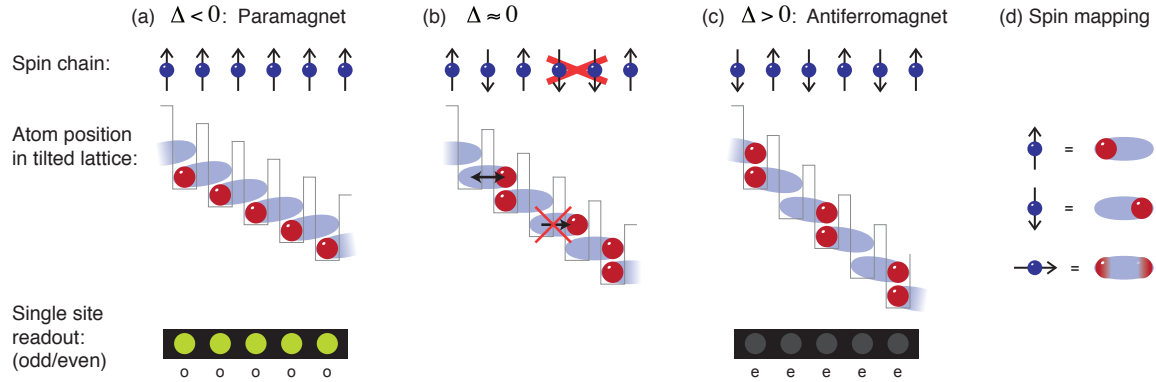 (a) Δ < 0: Paramagnet
(b) Δ ≈ 0
(c) Δ > 0: Antiferromagnet
(d) Spin mapping
Spin chain:
Atom position
in tilted lattice:
=
=
=
Single site
readout:
(odd/even)
o o o o o
e e e e e